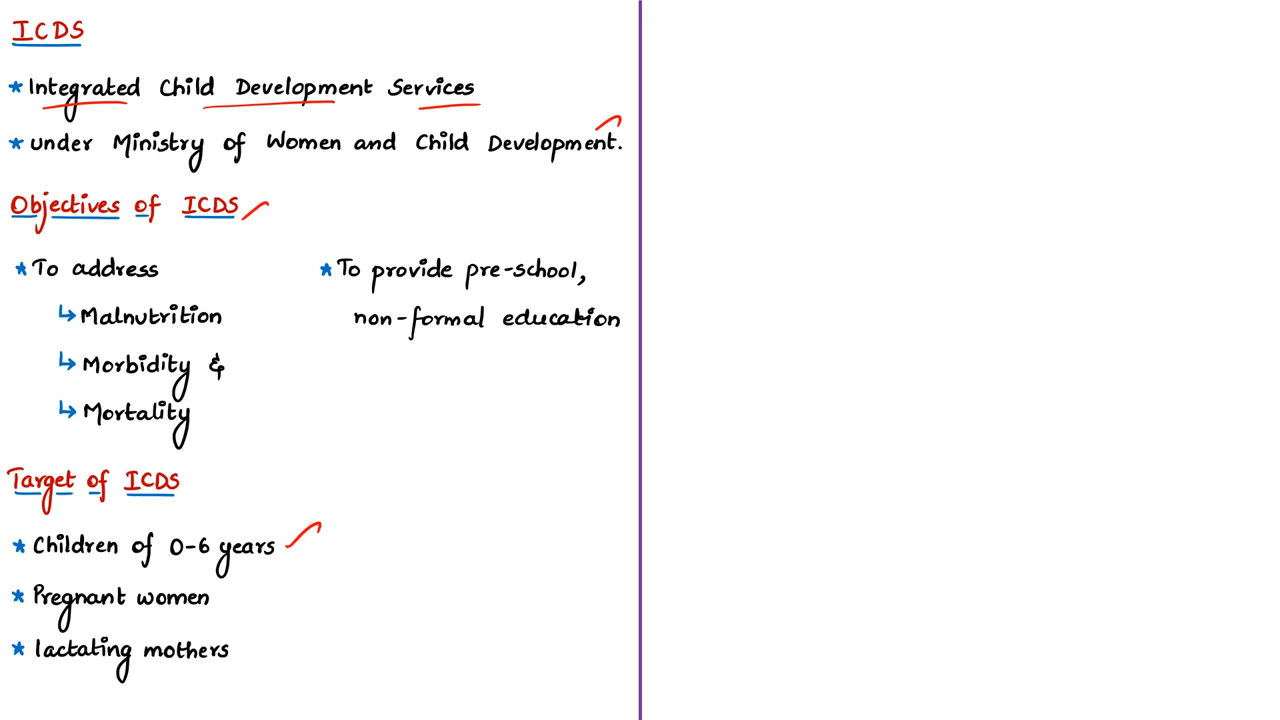 ICDS
* Integrated Child Development Services
* under Ministry of Women and Child Development.
Objectives of ICDS
* To address
↳ Malnutrition
↳ Morbidity &
↳ Mortality
* To provide pre-school,
non-formal education
Target of ICDS
* Children of 0-6 years
* Pregnant women
* lactating mothers